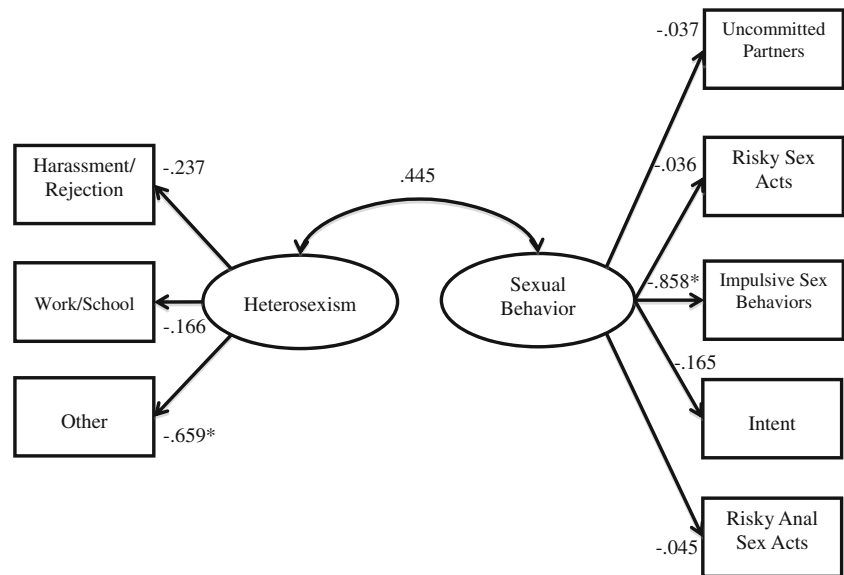 -.037
Uncommitted
Partners
Harassment/
Rejection
-.237
.445
-.036
Risky Sex
Acts
Work/School
-.166
Heterosexism
Sexual
Behavior
-.858*
Impulsive Sex
Behaviors
-.165
Other
-.659*
Intent
-.045
Risky Anal
Sex Acts